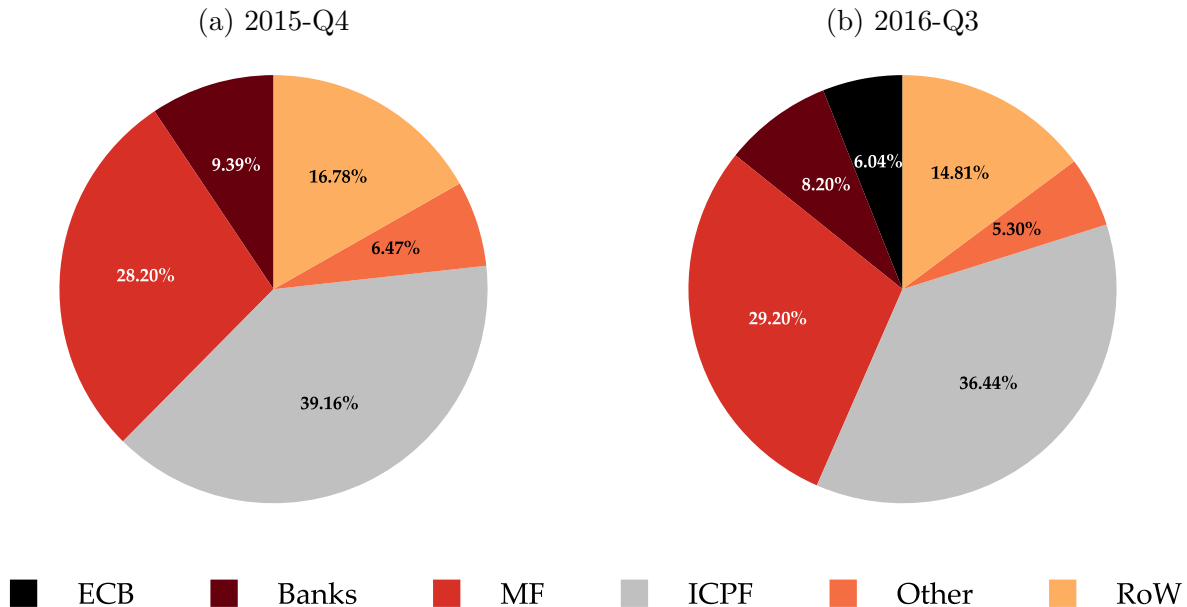 (a) 2015-Q4
(b) 2016-Q3
9.39%
16.78%
6.47%
28.20%
39.16%
6.04%
14.81%
8.20%
5.30%
29.20%
36.44%
ECB
Banks
MF
ICPF
Other
RoW